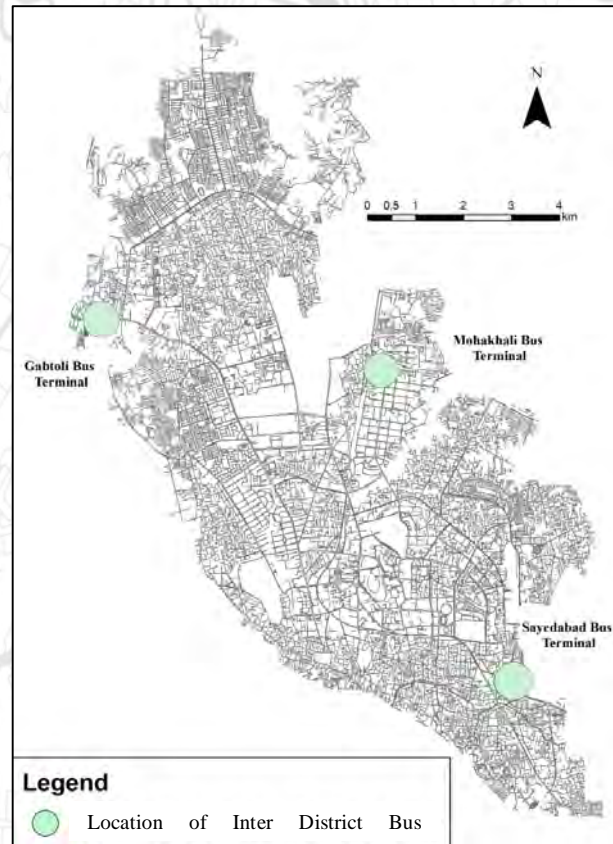 N
0 0.5 1 2 3 4
km
Gabtoli Bus
Terminal
Mohakhali Bus
Terminal
Sayedabad Bus
Terminal
Legend
Location of Inter District Bus